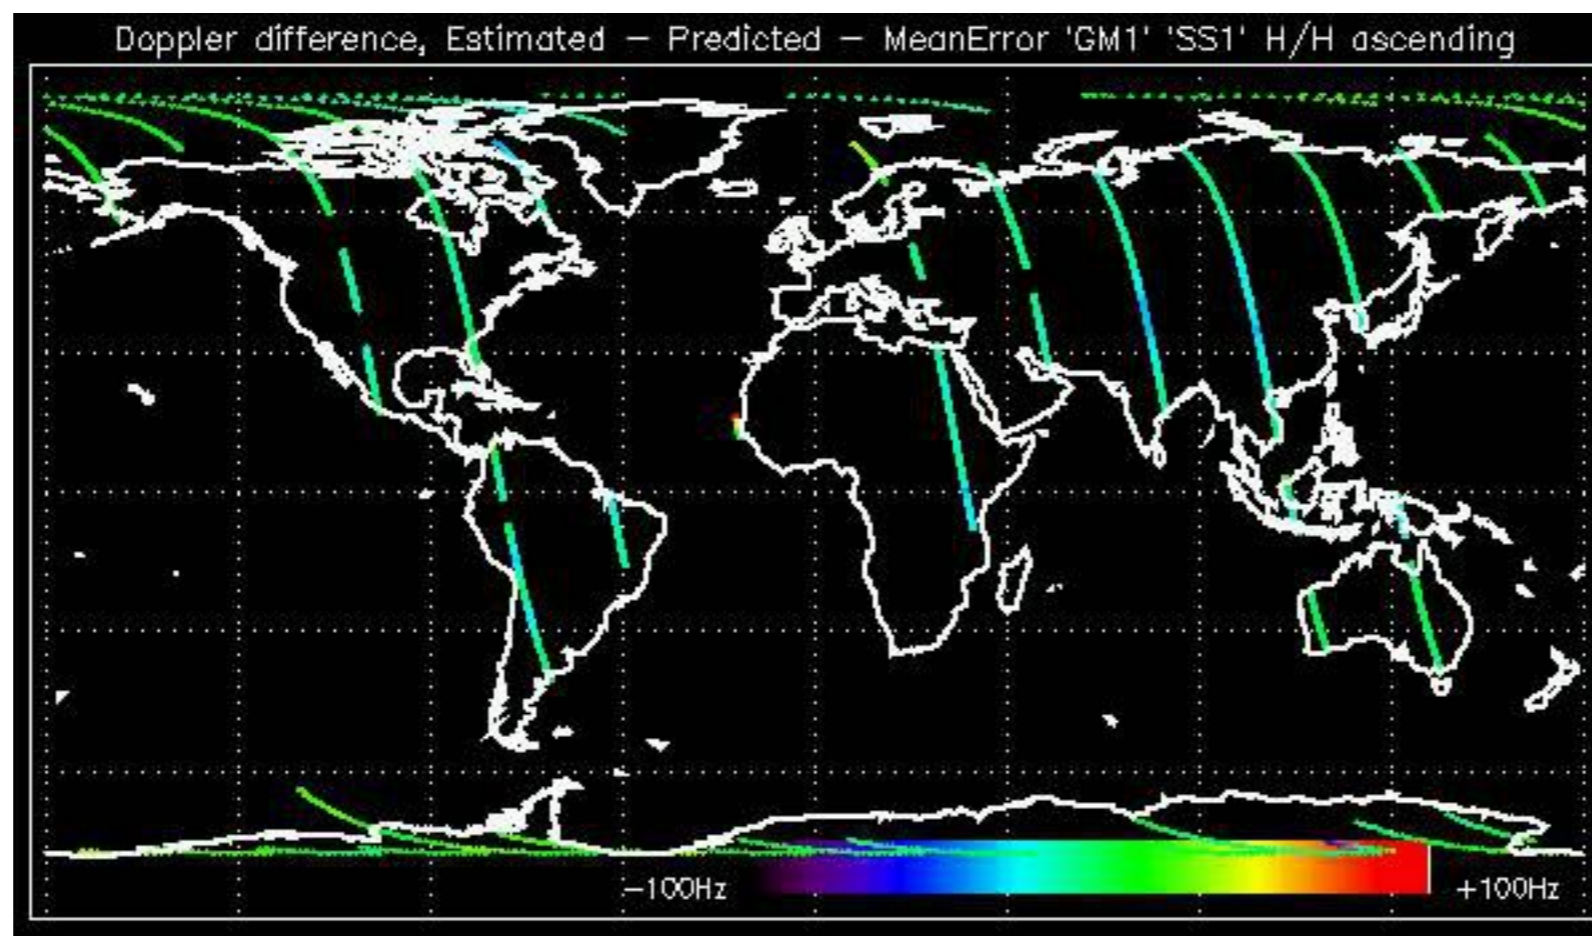 Doppler difference, Estimated – Predicted – MeanError 'GM1' 'SS1' H/H ascending
–100Hz +100Hz